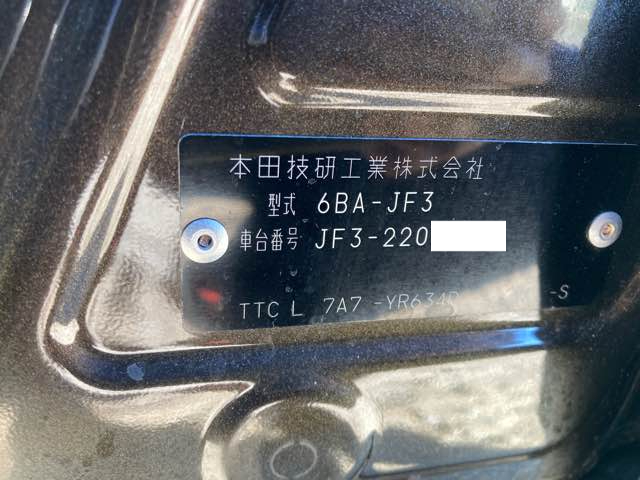 本田技研工業株式会社
型式 6BA-JF3
車台番号 JF3-220
TTC L 7A7 -YR634 -S